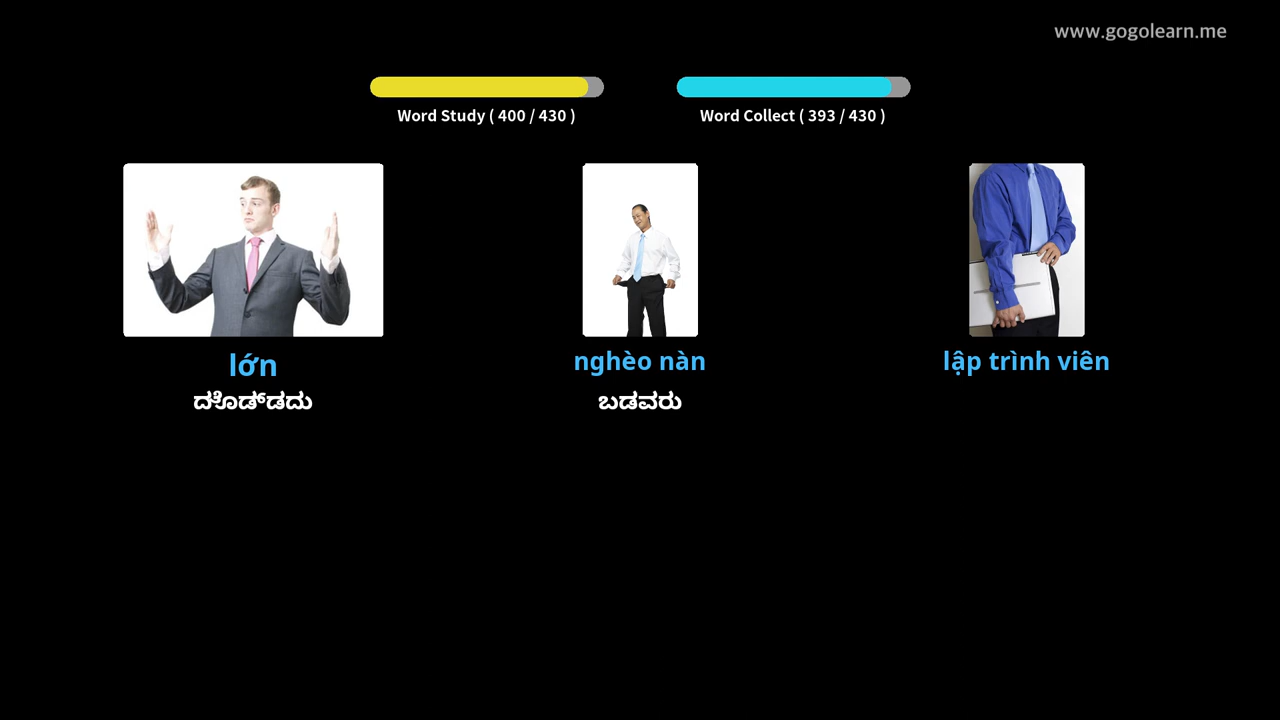 www.gogolearn.me
Word Study ( 400 / 430 )
Word Collect ( 393 / 430 )
lớn
nghèo nàn
lập trình viên
ದೊಡ್ಡದು
ಬಡವರು